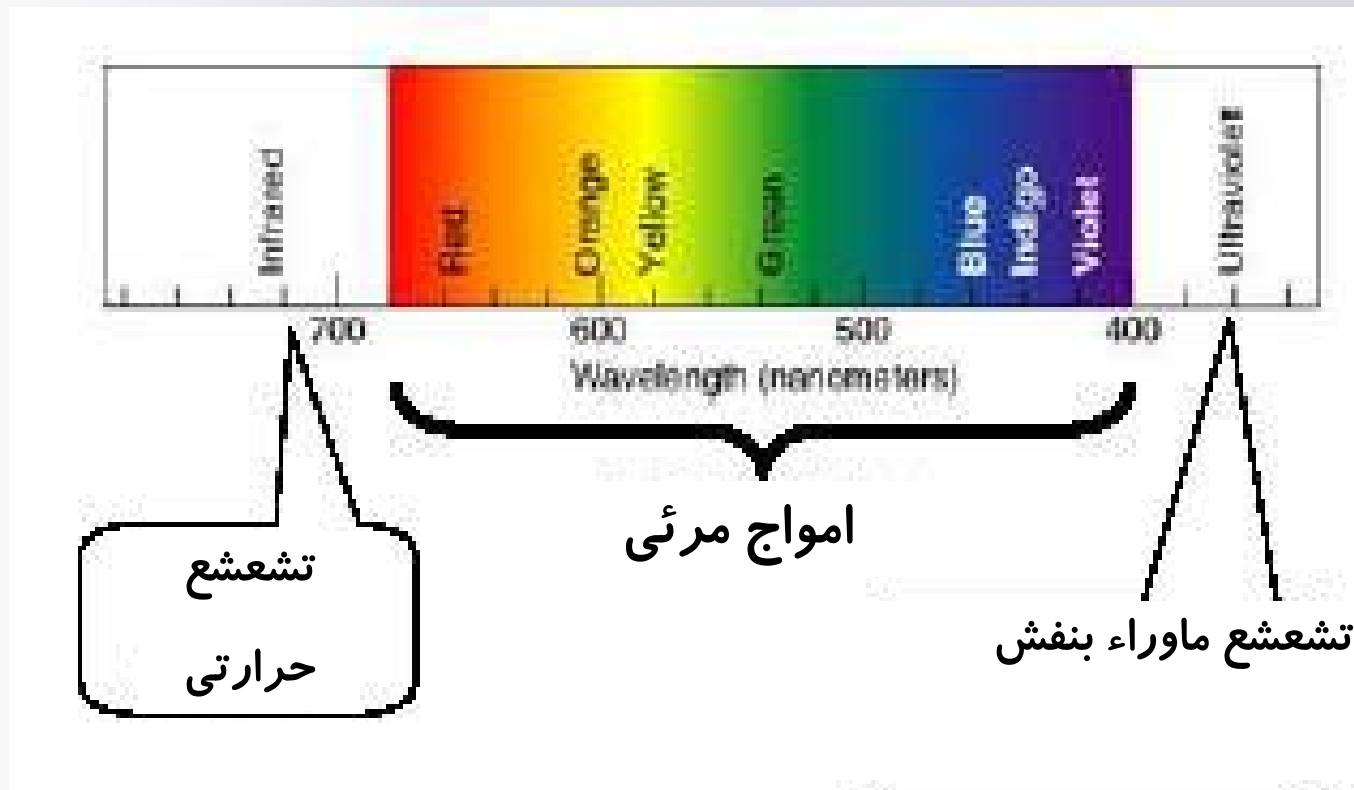 Infrared
Red
Orange
Yellow
Green
Blue
Indigo
Violet
Ultraviolet
700
600
500
400
Wavelength (nanometers)
امواج مرئی
تشعشع
حرارتی
تشعشع ماوراء بنفش